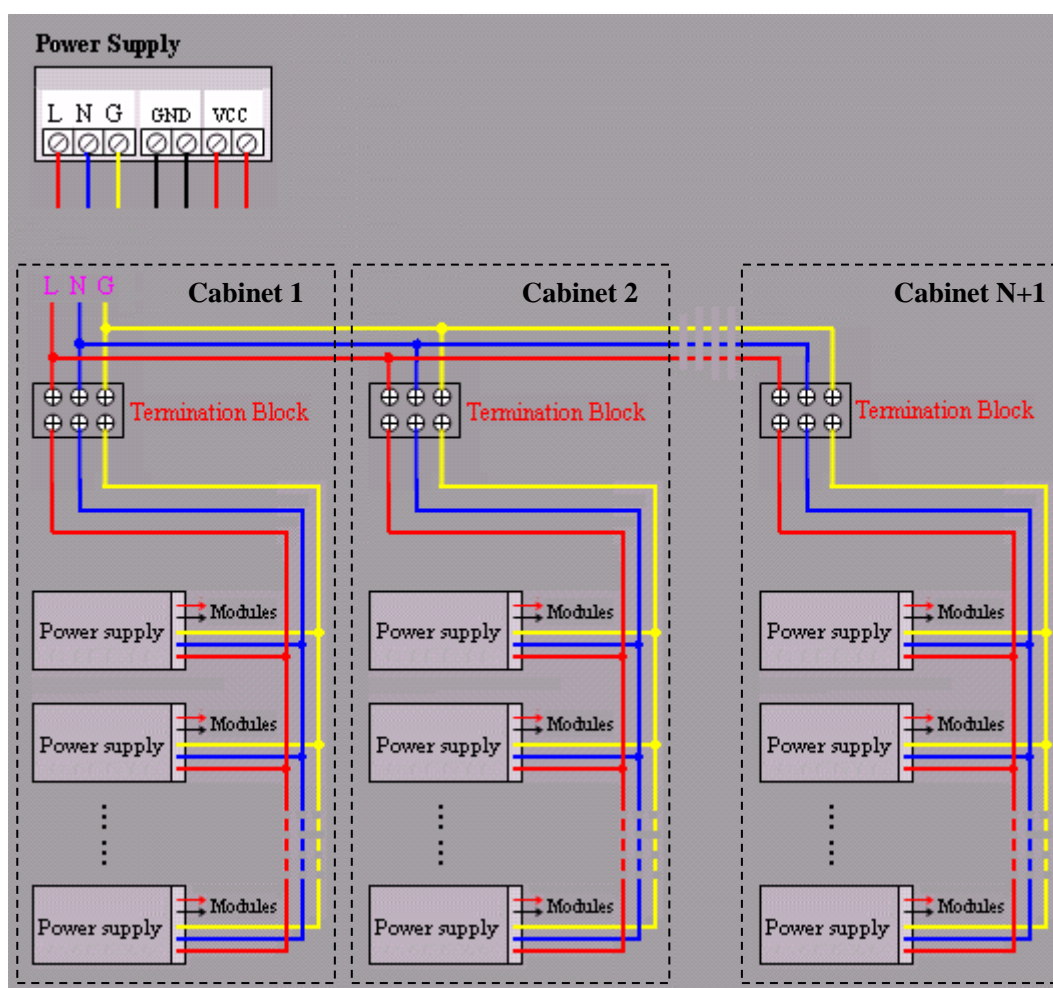 Power Supply
L N G GND VCC
L N G
Cabinet 1
Cabinet 2
Cabinet N+1
Termination Block
Termination Block
Termination Block
Modules
Modules
Modules
Power supply
Power supply
Power supply
Modules
Modules
Modules
Power supply
Power supply
Power supply
Modules
Modules
Modules
Power supply
Power supply
Power supply